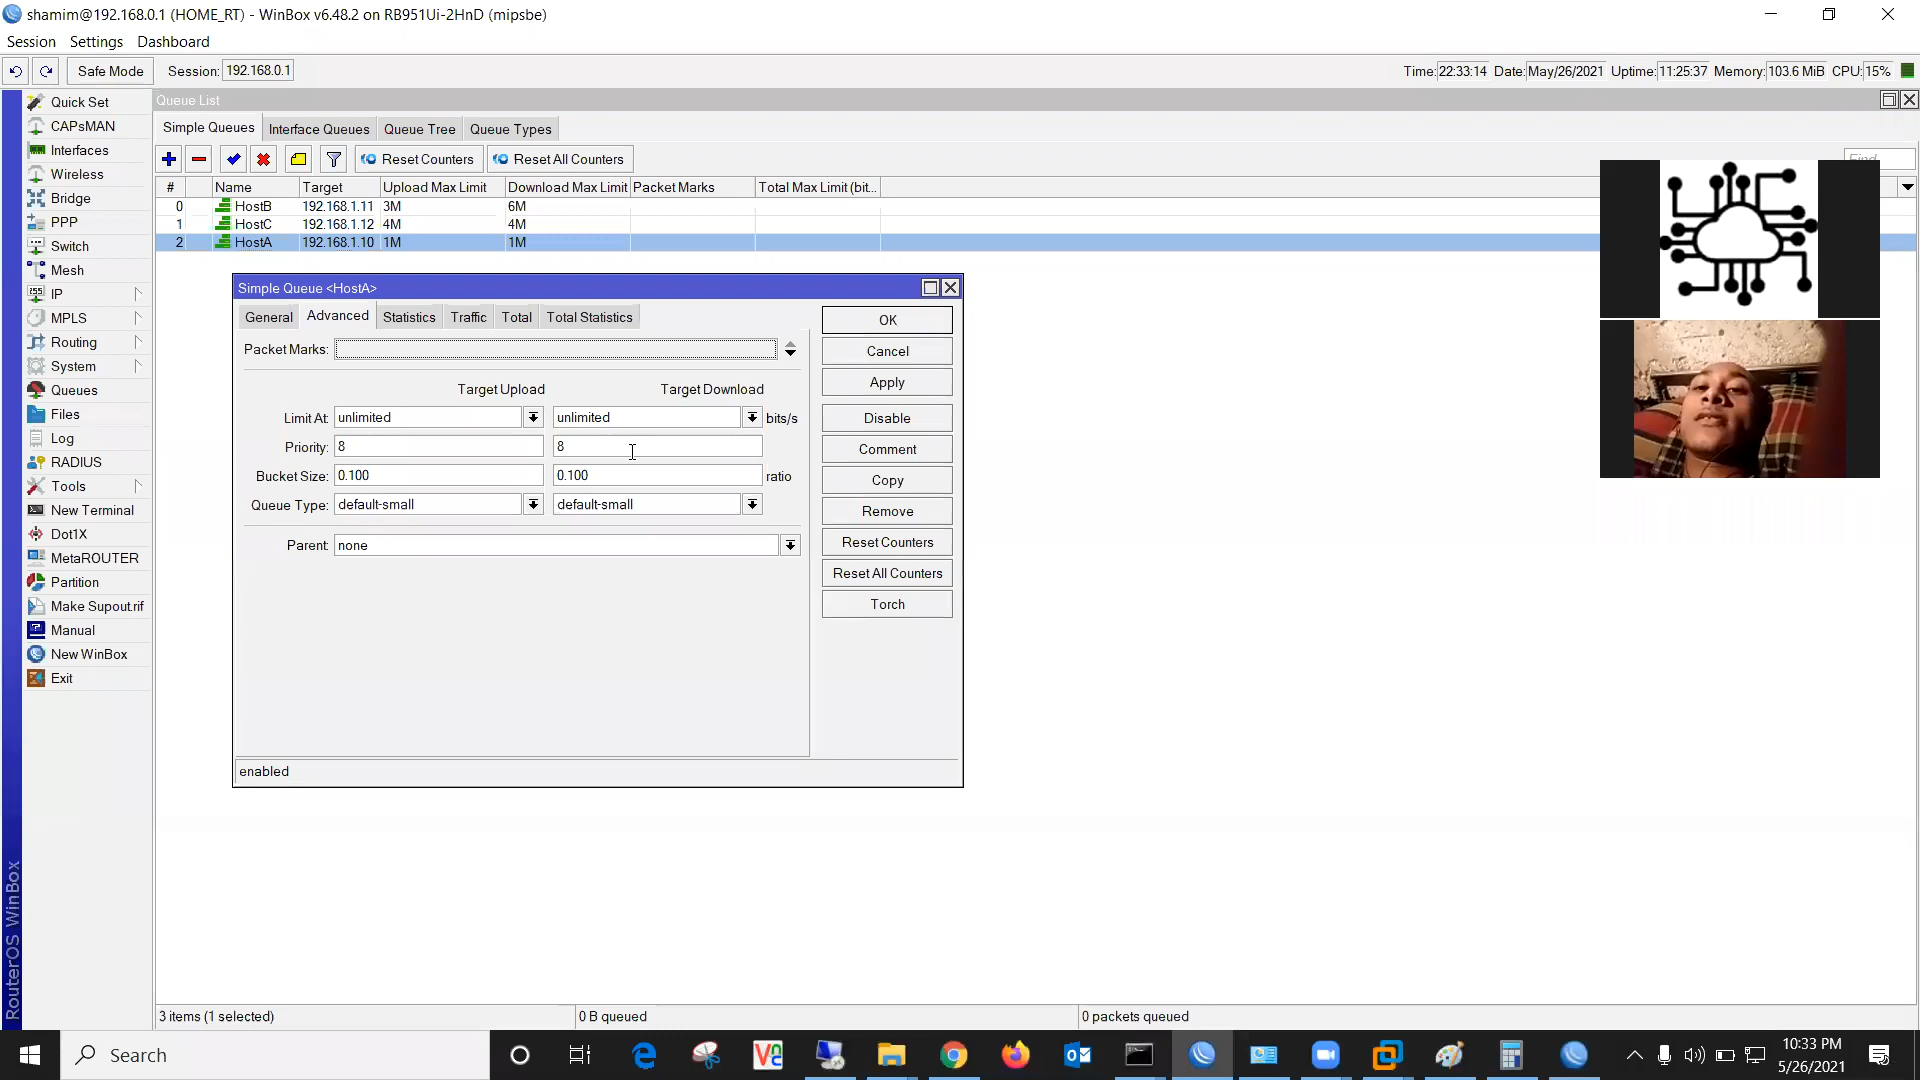 shamim@192.168.0.1 (HOME_RT) - WinBox v6.48.2 on RB951Ui-2HnD (mipsbe)
Session Settings Dashboard
Safe Mode Session: 192.168.0.1 Time: 22:33:14 Date: May/26/2021 Uptime: 11:25:37 Memory: 103.6 MiB CPU: 15%
Quick Set
CAPsMAN
Interfaces
Wireless
Bridge
PPP
Switch
Mesh
IP
MPLS
Routing
System
Queues
Files
Log
RADIUS
Tools
New Terminal
Dot1X
MetaROUTER
Partition
Make Supout.rif
Manual
New WinBox
Exit
RouterOS WinBox
Queue List
Simple Queues Interface Queues Queue Tree Queue Types
Reset Counters Reset All Counters Find
# Name Target Upload Max Limit Download Max Limit Packet Marks Total Max Limit (bit...
0 HostB 192.168.1.11 3M 6M
1 HostC 192.168.1.12 4M 4M
2 HostA 192.168.1.10 1M 1M
Simple Queue <HostA>
General Advanced Statistics Traffic Total Total Statistics
Packet Marks:
Target Upload Target Download
Limit At: unlimited unlimited bits/s
Priority: 8 8
Bucket Size: 0.100 0.100 ratio
Queue Type: default-small default-small
Parent: none
OK
Cancel
Apply
Disable
Comment
Copy
Remove
Reset Counters
Reset All Counters
Torch
enabled
3 items (1 selected) 0 B queued 0 packets queued
Search
10:33 PM
5/26/2021